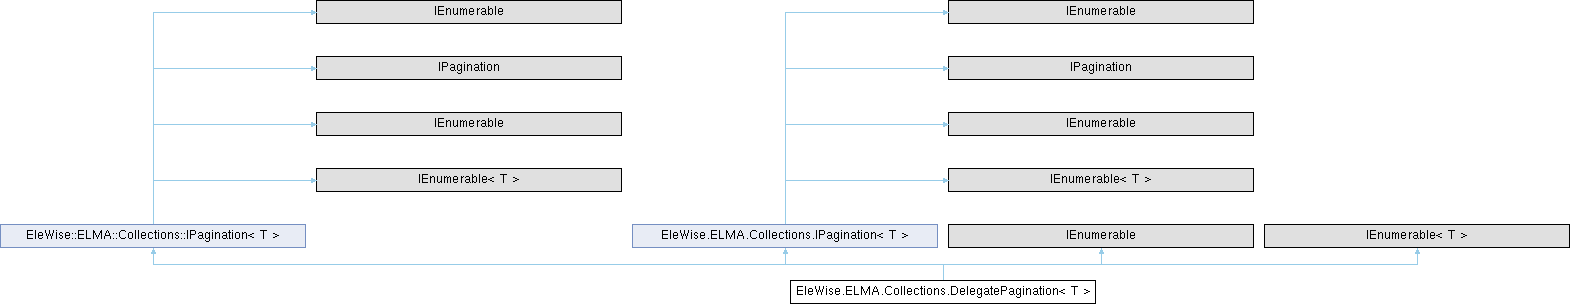 IEnumerable
IEnumerable
IPagination
IPagination
IEnumerable
IEnumerable
IEnumerable< T >
IEnumerable< T >
EleWise::ELMA::Collections::IPagination< T >
EleWise.ELMA.Collections.IPagination< T >
IEnumerable
IEnumerable< T >
EleWise.ELMA.Collections.DelegatePagination< T >